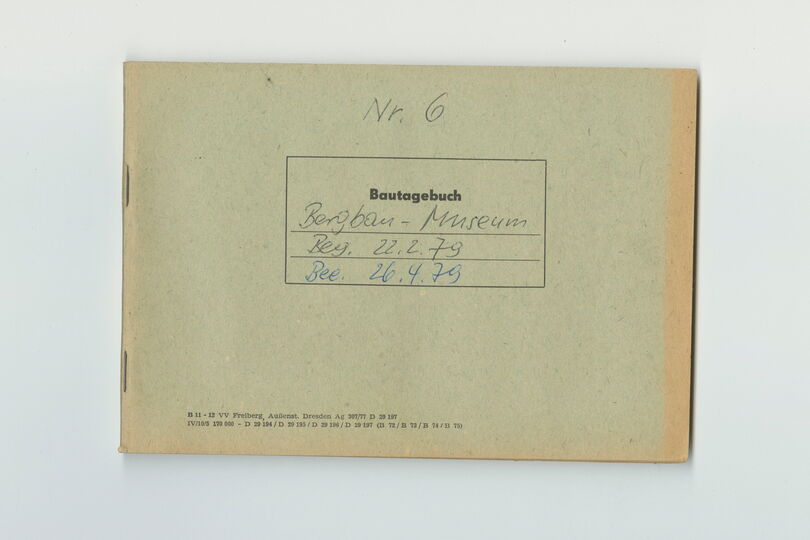 Nr. 6
Bautagebuch
Bergbau - Museum
Beg. 22.2.79
Bee. 26.4.79
B 11 - 12 VV Freiberg, Außenst. Dresden Ag 307/77 D 29 197
IV/10/5 170 000 - D 29 194 / D 29 195 / D 29 196 / D 29 197 (B 72 / B 73 / B 74 / B 75)